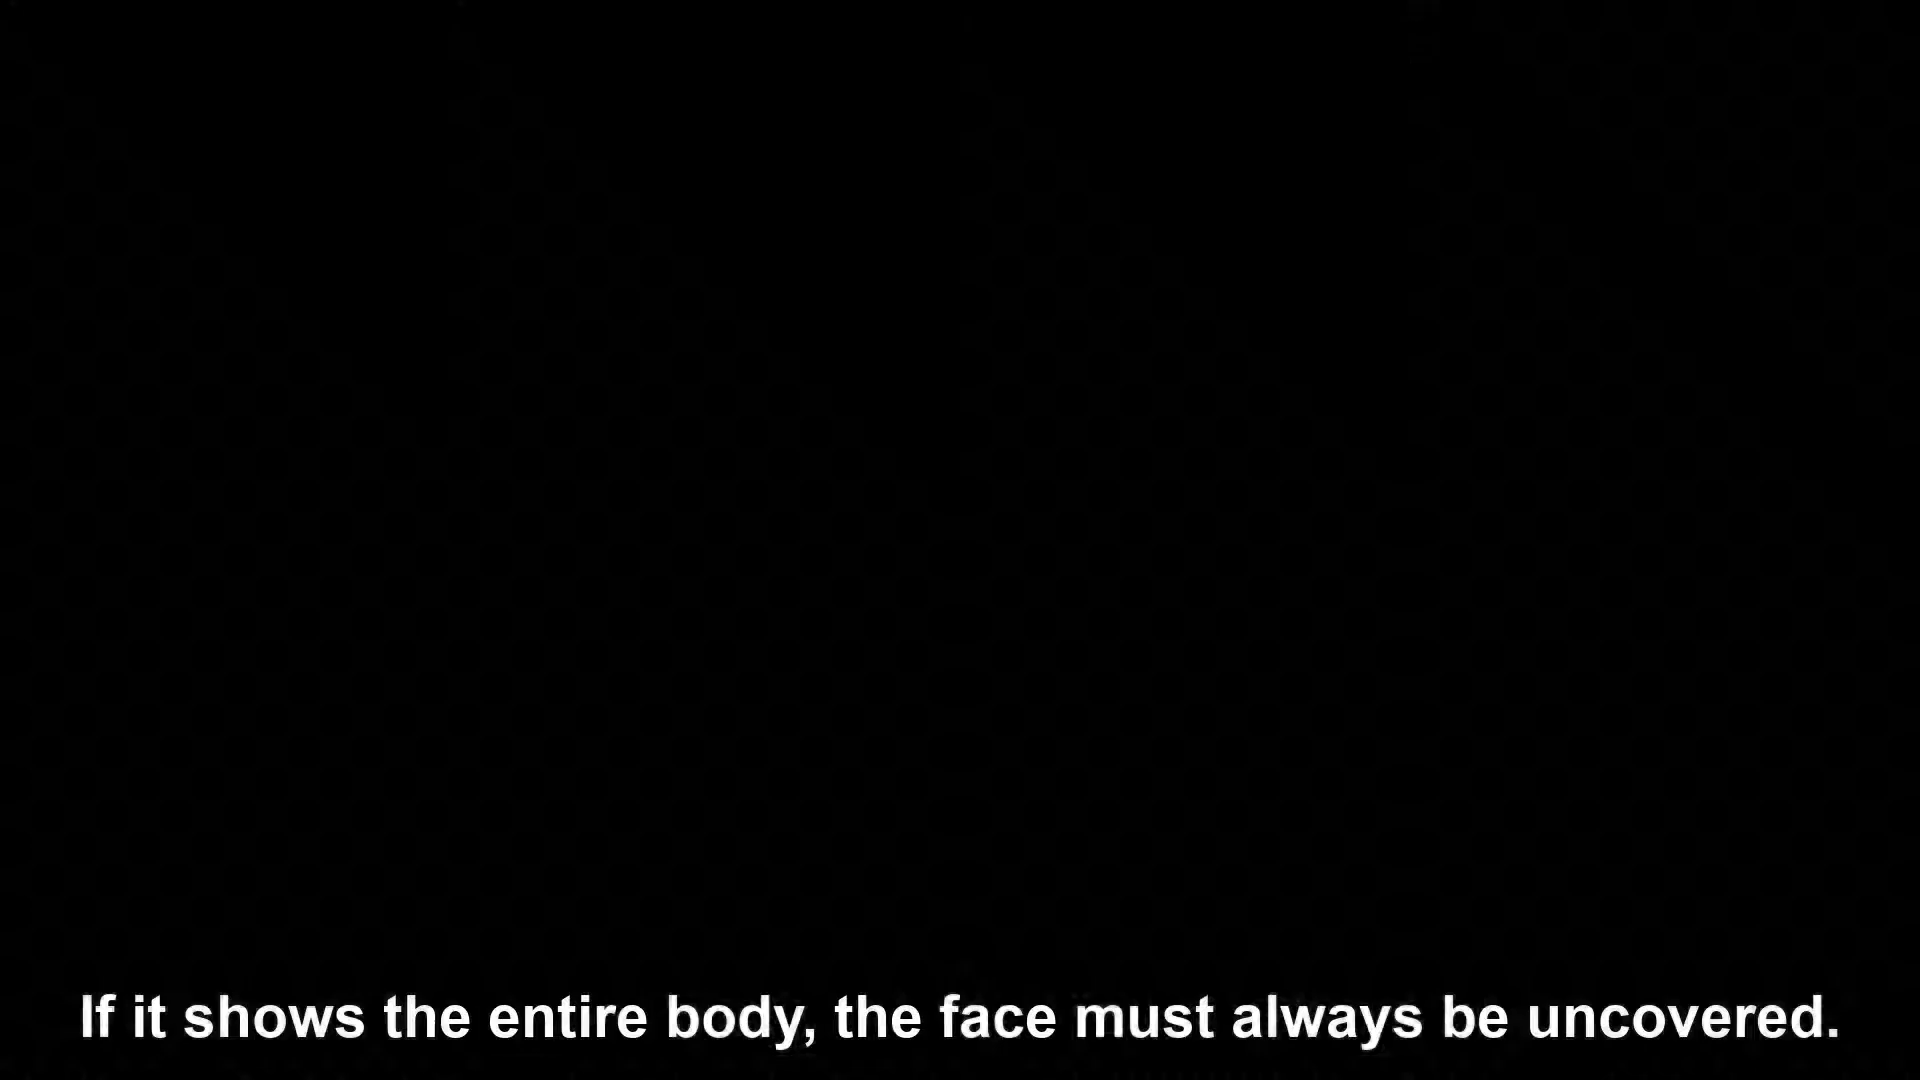 If it shows the entire body, the face must always be uncovered.